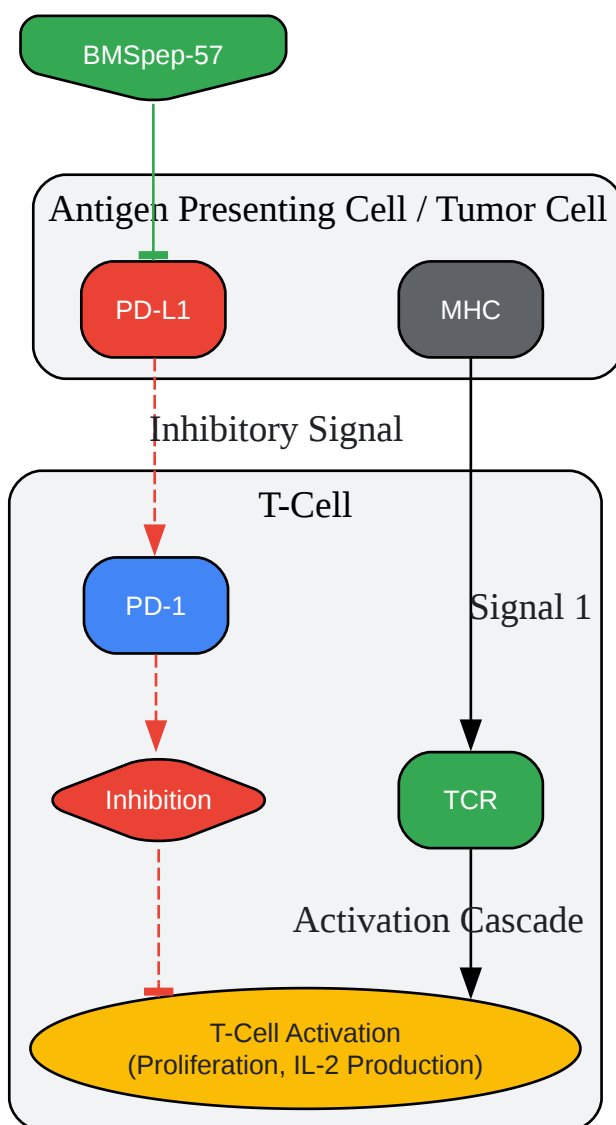 BMSpep-57
Antigen Presenting Cell / Tumor Cell
PD-L1
MHC
Inhibitory Signal
T-Cell
PD-1
Signal 1
Inhibition
TCR
Activation Cascade
T-Cell Activation
(Proliferation, IL-2 Production)